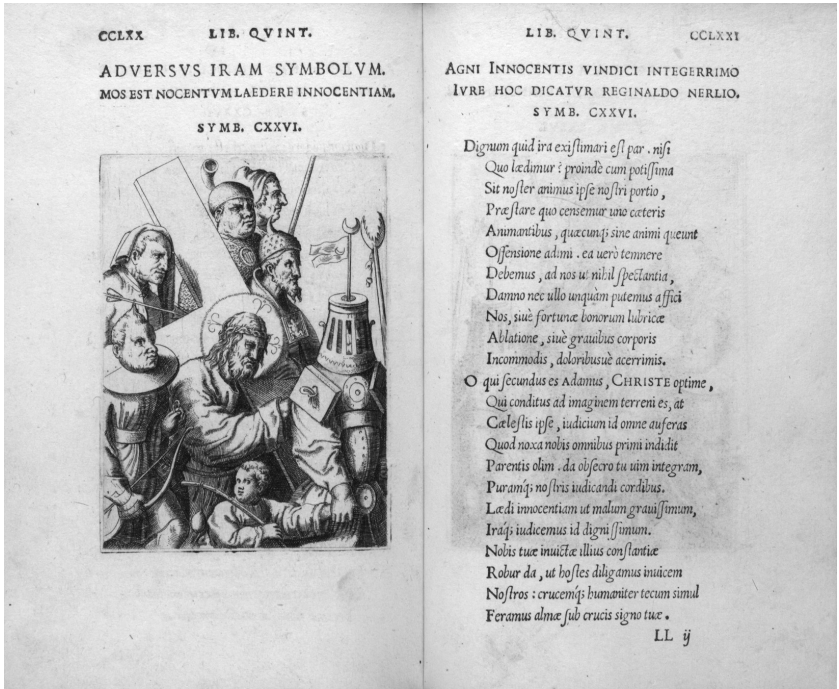 CCLXX LIB. QVINT.
ADVERSVS IRAM SYMBOLVM.
MOS EST NOCENTVM LAEDERE INNOCENTIAM.
SYMB. CXXVI.
LIB. QVINT. CCLXXI
AGNI INNOCENTIS VINDICI INTEGERRIMO
IVRE HOC DICATVR REGINALDO NERLIO.
SYMB. CXXVI.
Dignum quid ira existimari est par . nisi
Quo lædimur ? proindè cum potissima
Sit noster animus ipse nostri portio ,
Præstare quo censemur uno cæteris
Animantibus , quæcunq; sine animi queunt
Offensione adimi . ea uerò temnere
Debemus , ad nos ut nihil spectantia ,
Damno nec ullo unquàm putemus affici
Nos, siuè fortunæ bonorum lubricæ
Ablatione , siuè grauibus corporis
Incommodis , doloribusuè acerrimis.
O qui secundus es Adamus , CHRISTE optime ,
Qui conditus ad imaginem terreni es, at
Cælestis ipse , iudicium id omne auferas
Quod noxa nobis omnibus primi indidit
Parentis olim . da obsecro tu uim integram,
Puramq́; nostris iudicandi cordibus.
Lædi innocentiam ut malum grauissimum,
Iraq́; iudicemus id dignissimum.
Nobis tuæ inuictæ illius constantiæ
Robur da , ut hostes diligamus inuicem
Nostros : crucemq́; humaniter tecum simul
Feramus almæ sub crucis signo tuæ .
LL ij